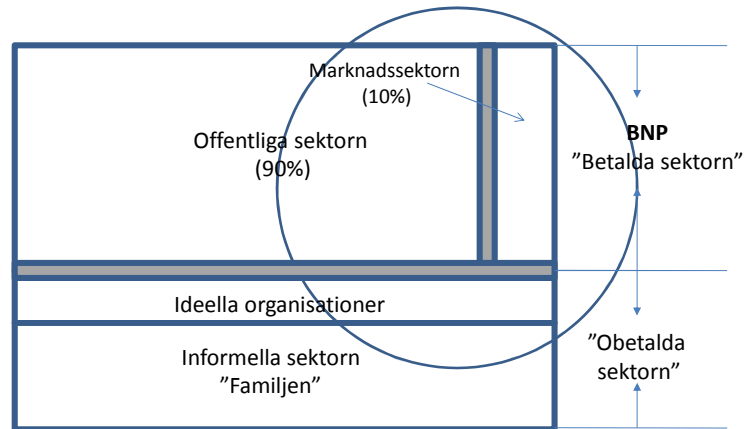 Marknadssektorn
(10%)
Offentliga sektorn
(90%)
BNP
”Betalda sektorn”
Ideella organisationer
Informella sektorn
”Familjen”
”Obetalda
sektorn”